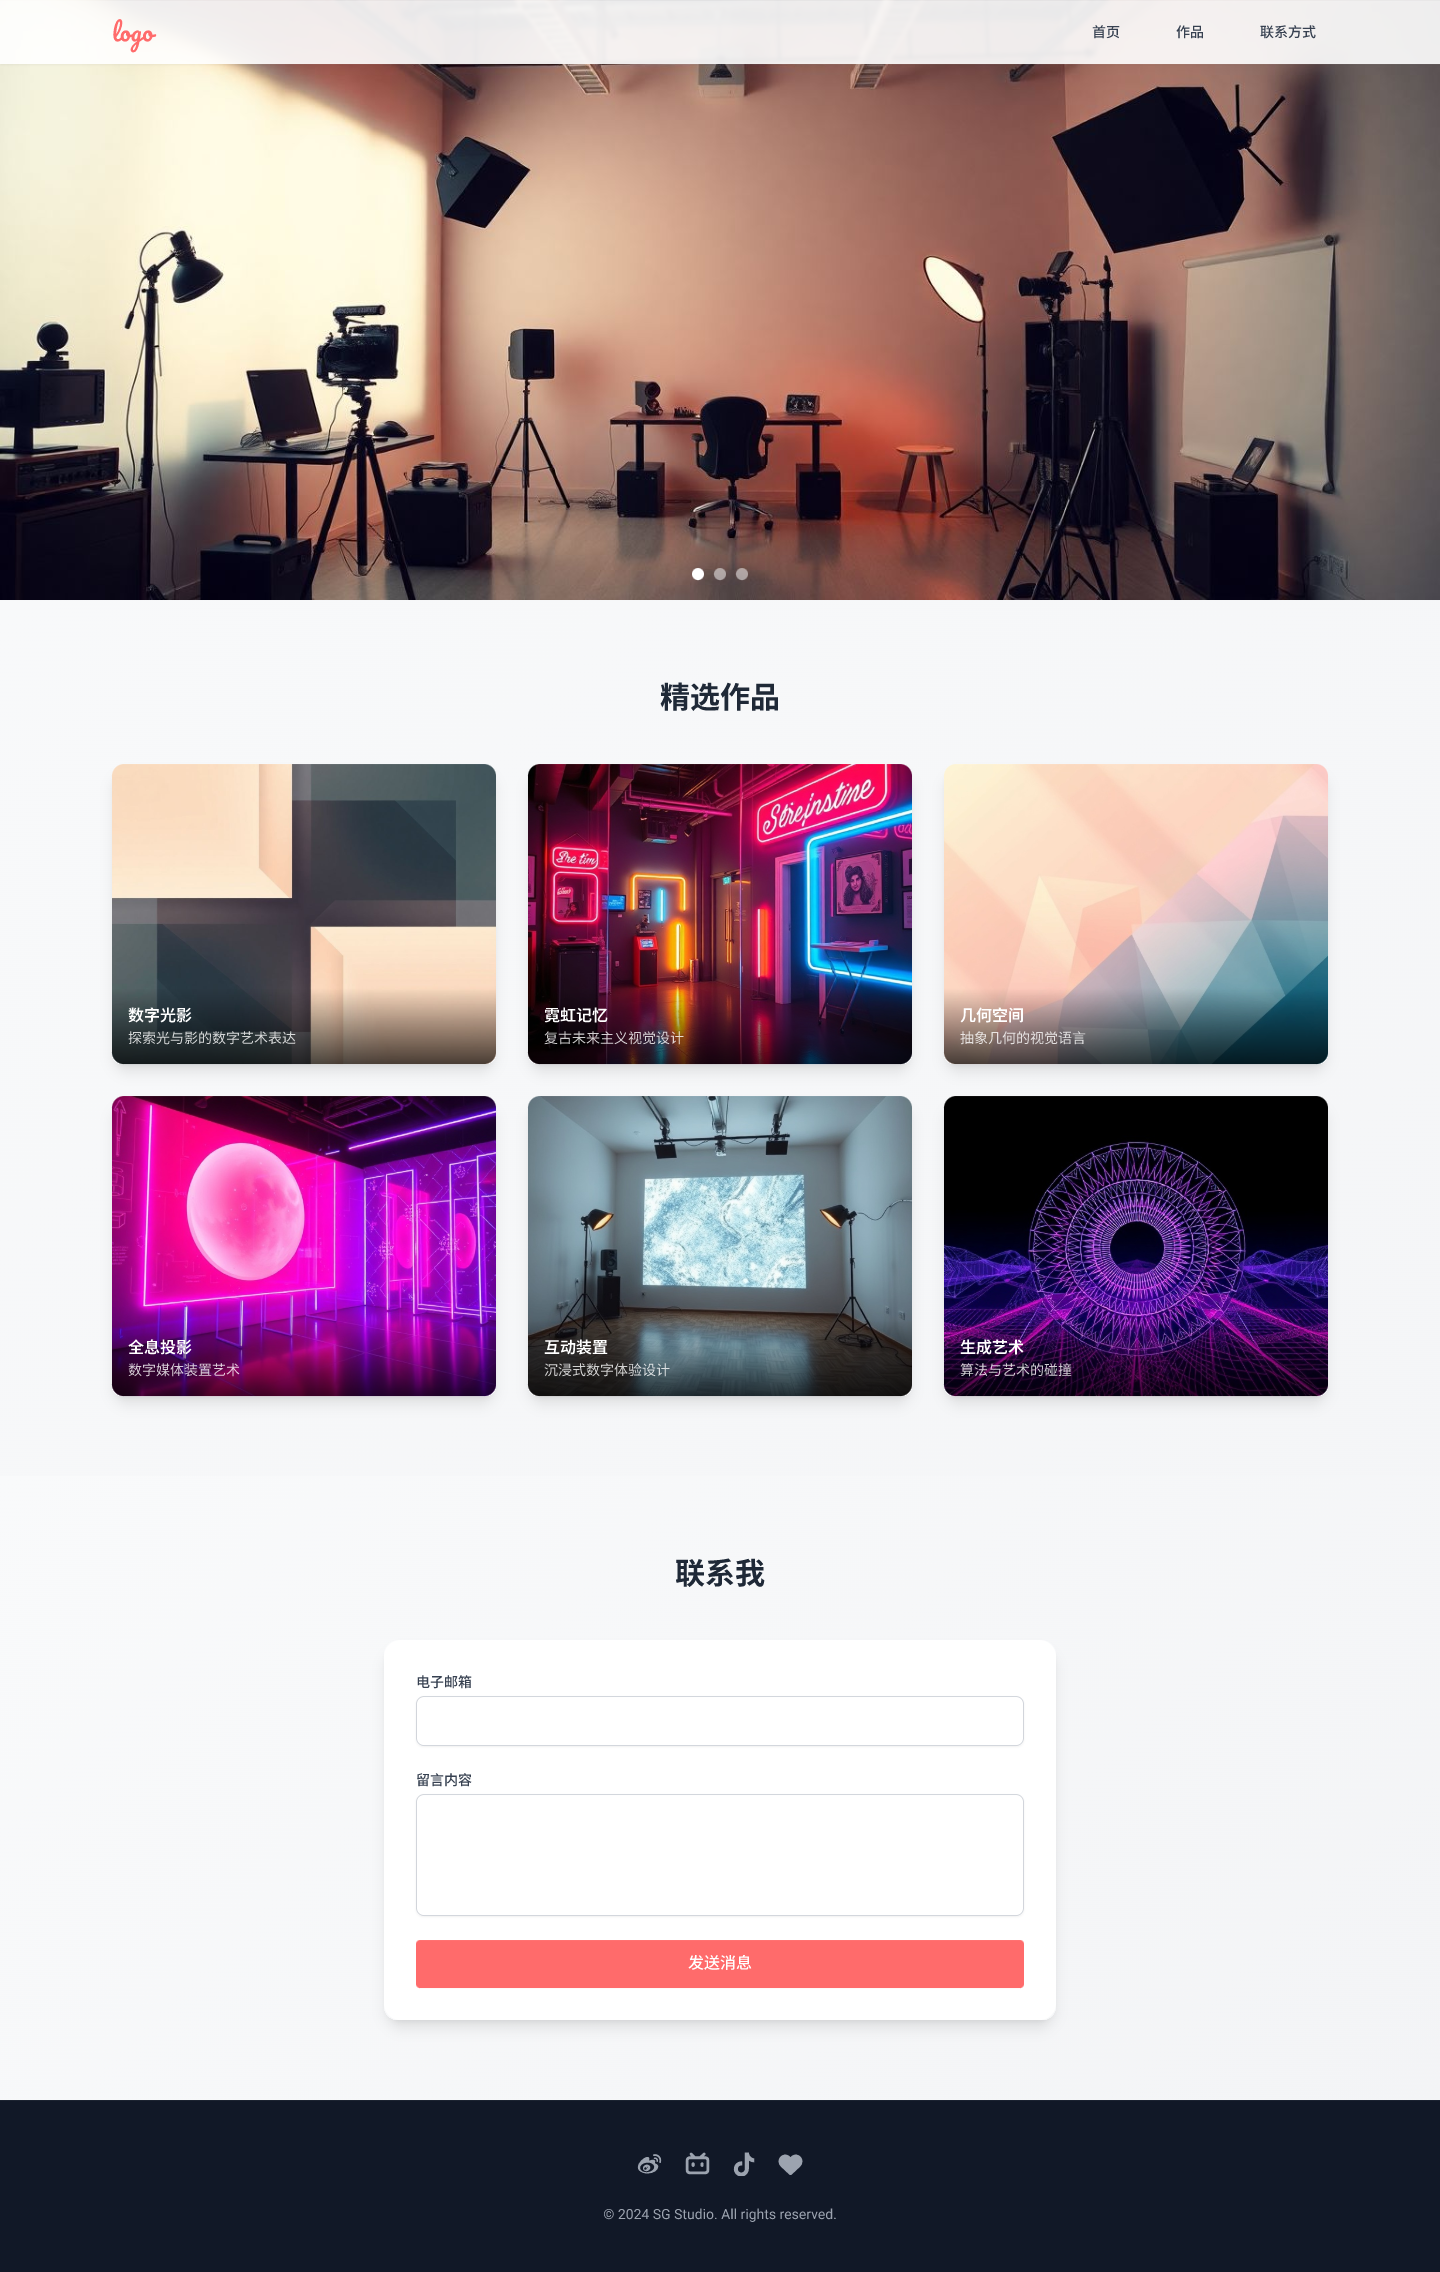 logo
首页
作品
联系方式
精选作品
Strejnstine
数字光影
探索光与影的数字艺术表达
霓虹记忆
复古未来主义视觉设计
几何空间
抽象几何的视觉语言
全息投影
数字媒体装置艺术
互动装置
沉浸式数字体验设计
生成艺术
算法与艺术的碰撞
联系我
电子邮箱
留言内容
发送消息
© 2024 SG Studio. All rights reserved.